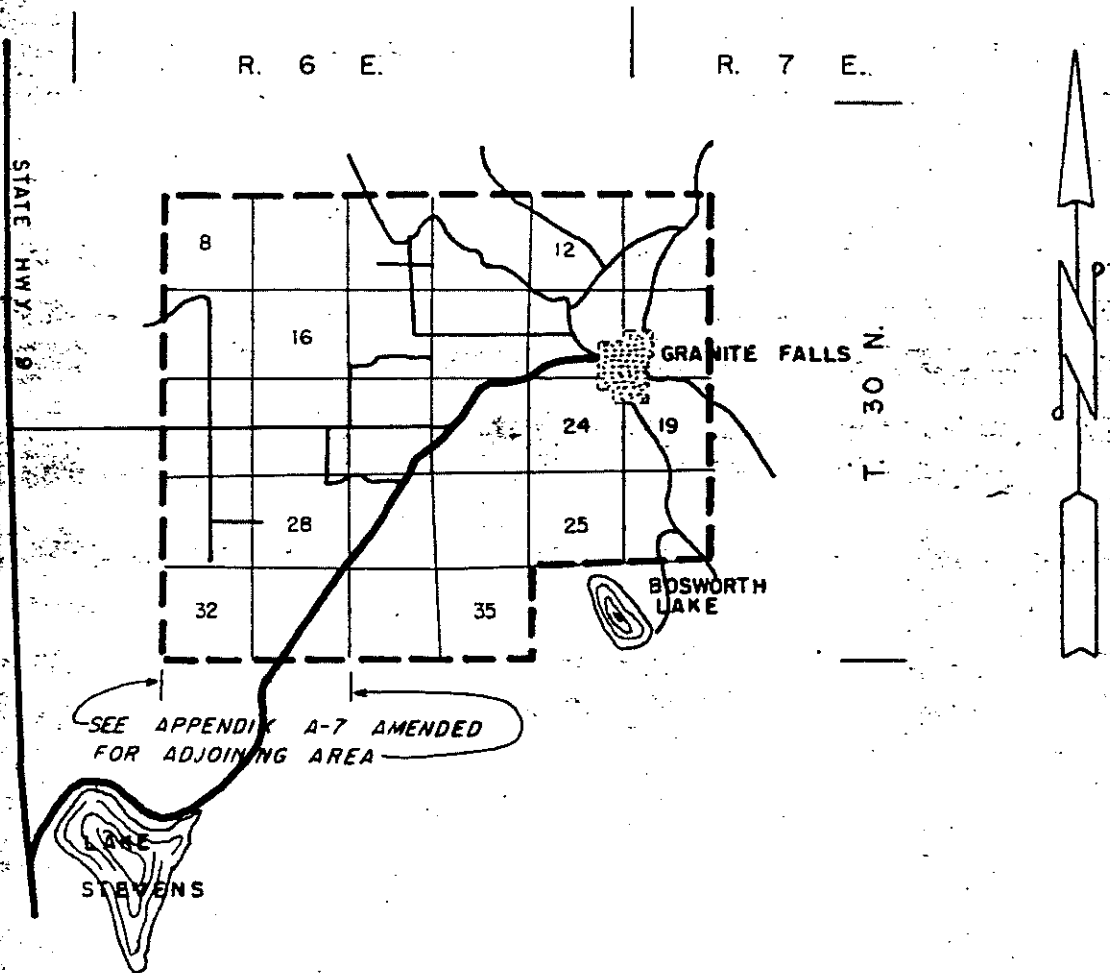 R. 6 E.
R. 7 E.
STATE HWY. 9
8
12
16
GRANITE FALLS
T. 30 N.
24
19
28
25
BOSWORTH
LAKE
32
35
SEE APPENDIX A-7 AMENDED
FOR ADJOINING AREA
LAKE
STEVENS